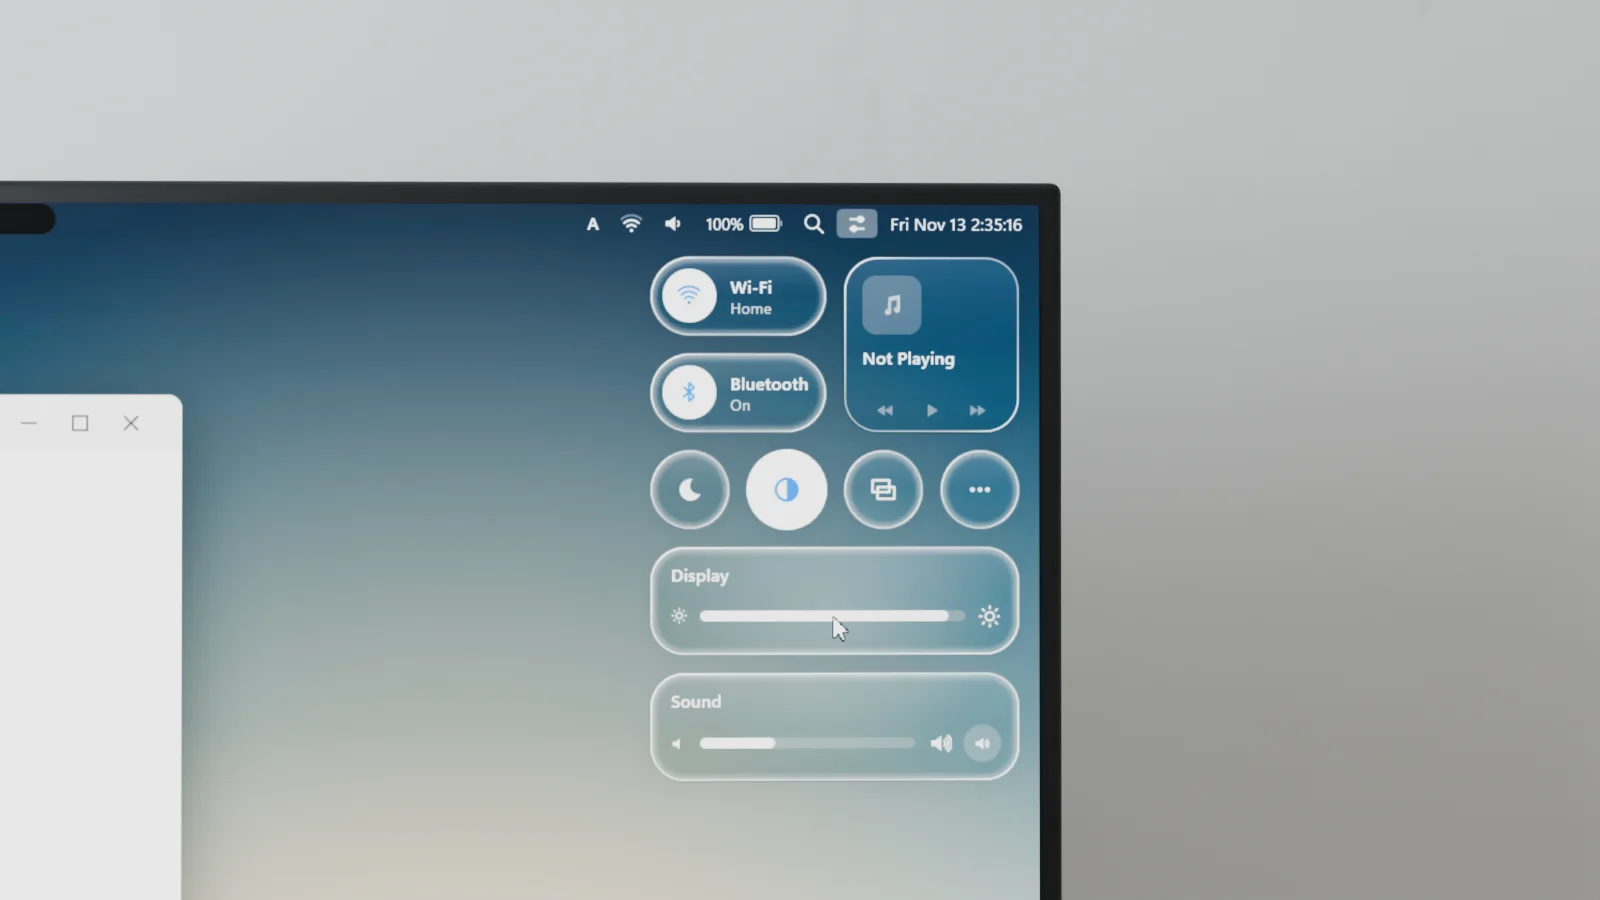 A 100% Fri Nov 13 2:35:16
Wi-Fi
Home
Bluetooth
On
Not Playing
Display
Sound